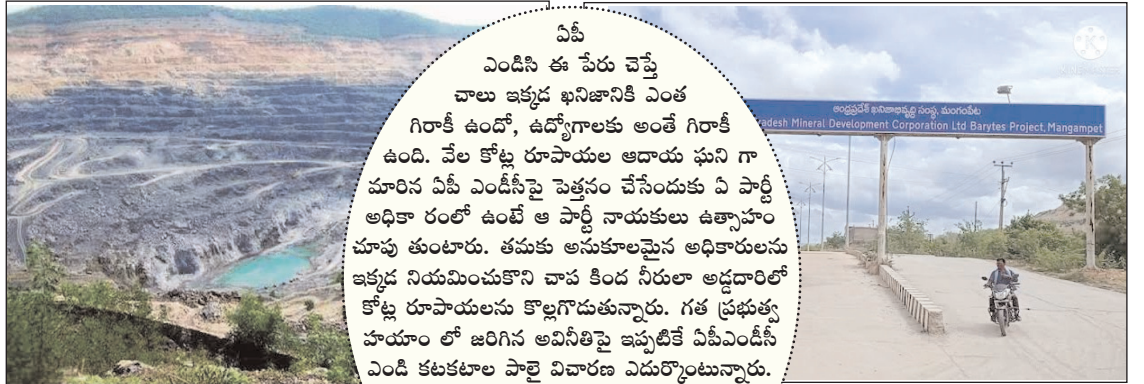 ఏపీ
ఎండిసి ఈ పేరు చెప్తే
చాలు ఇక్కడ ఖనిజానికి ఎంత
గిరాకీ ఉందో, ఉద్యోగాలకు అంతే గిరాకీ
ఉంది. వేల కోట్ల రూపాయల ఆదాయ ఘని గా
మారిన ఏపీ ఎండీసీపై పెత్తనం చేసేందుకు ఏ పార్టీ
అధికా రంలో ఉంటే ఆ పార్టీ నాయకులు ఉత్సాహం
చూపు తుంటారు. తమకు అనుకూలమైన అధికారులను
ఇక్కడ నియమించుకొని చాప కింద నీరులా అడ్డదారిలో
కోట్ల రూపాయలను కొల్లగొడుతున్నారు. గత ప్రభుత్వ
హయాం లో జరిగిన అవినీతిపై ఇప్పటికే ఏపీఎండీసీ
ఎండి కటకటాల పాలై విచారణ ఎదుర్కొంటున్నారు.
ఆంధ్రప్రదేశ్ ఖనిజాభివృద్ధి సంస్థ, మంగంపేట
radesh Mineral Development Corporation Ltd Barytes Project, Mangampet